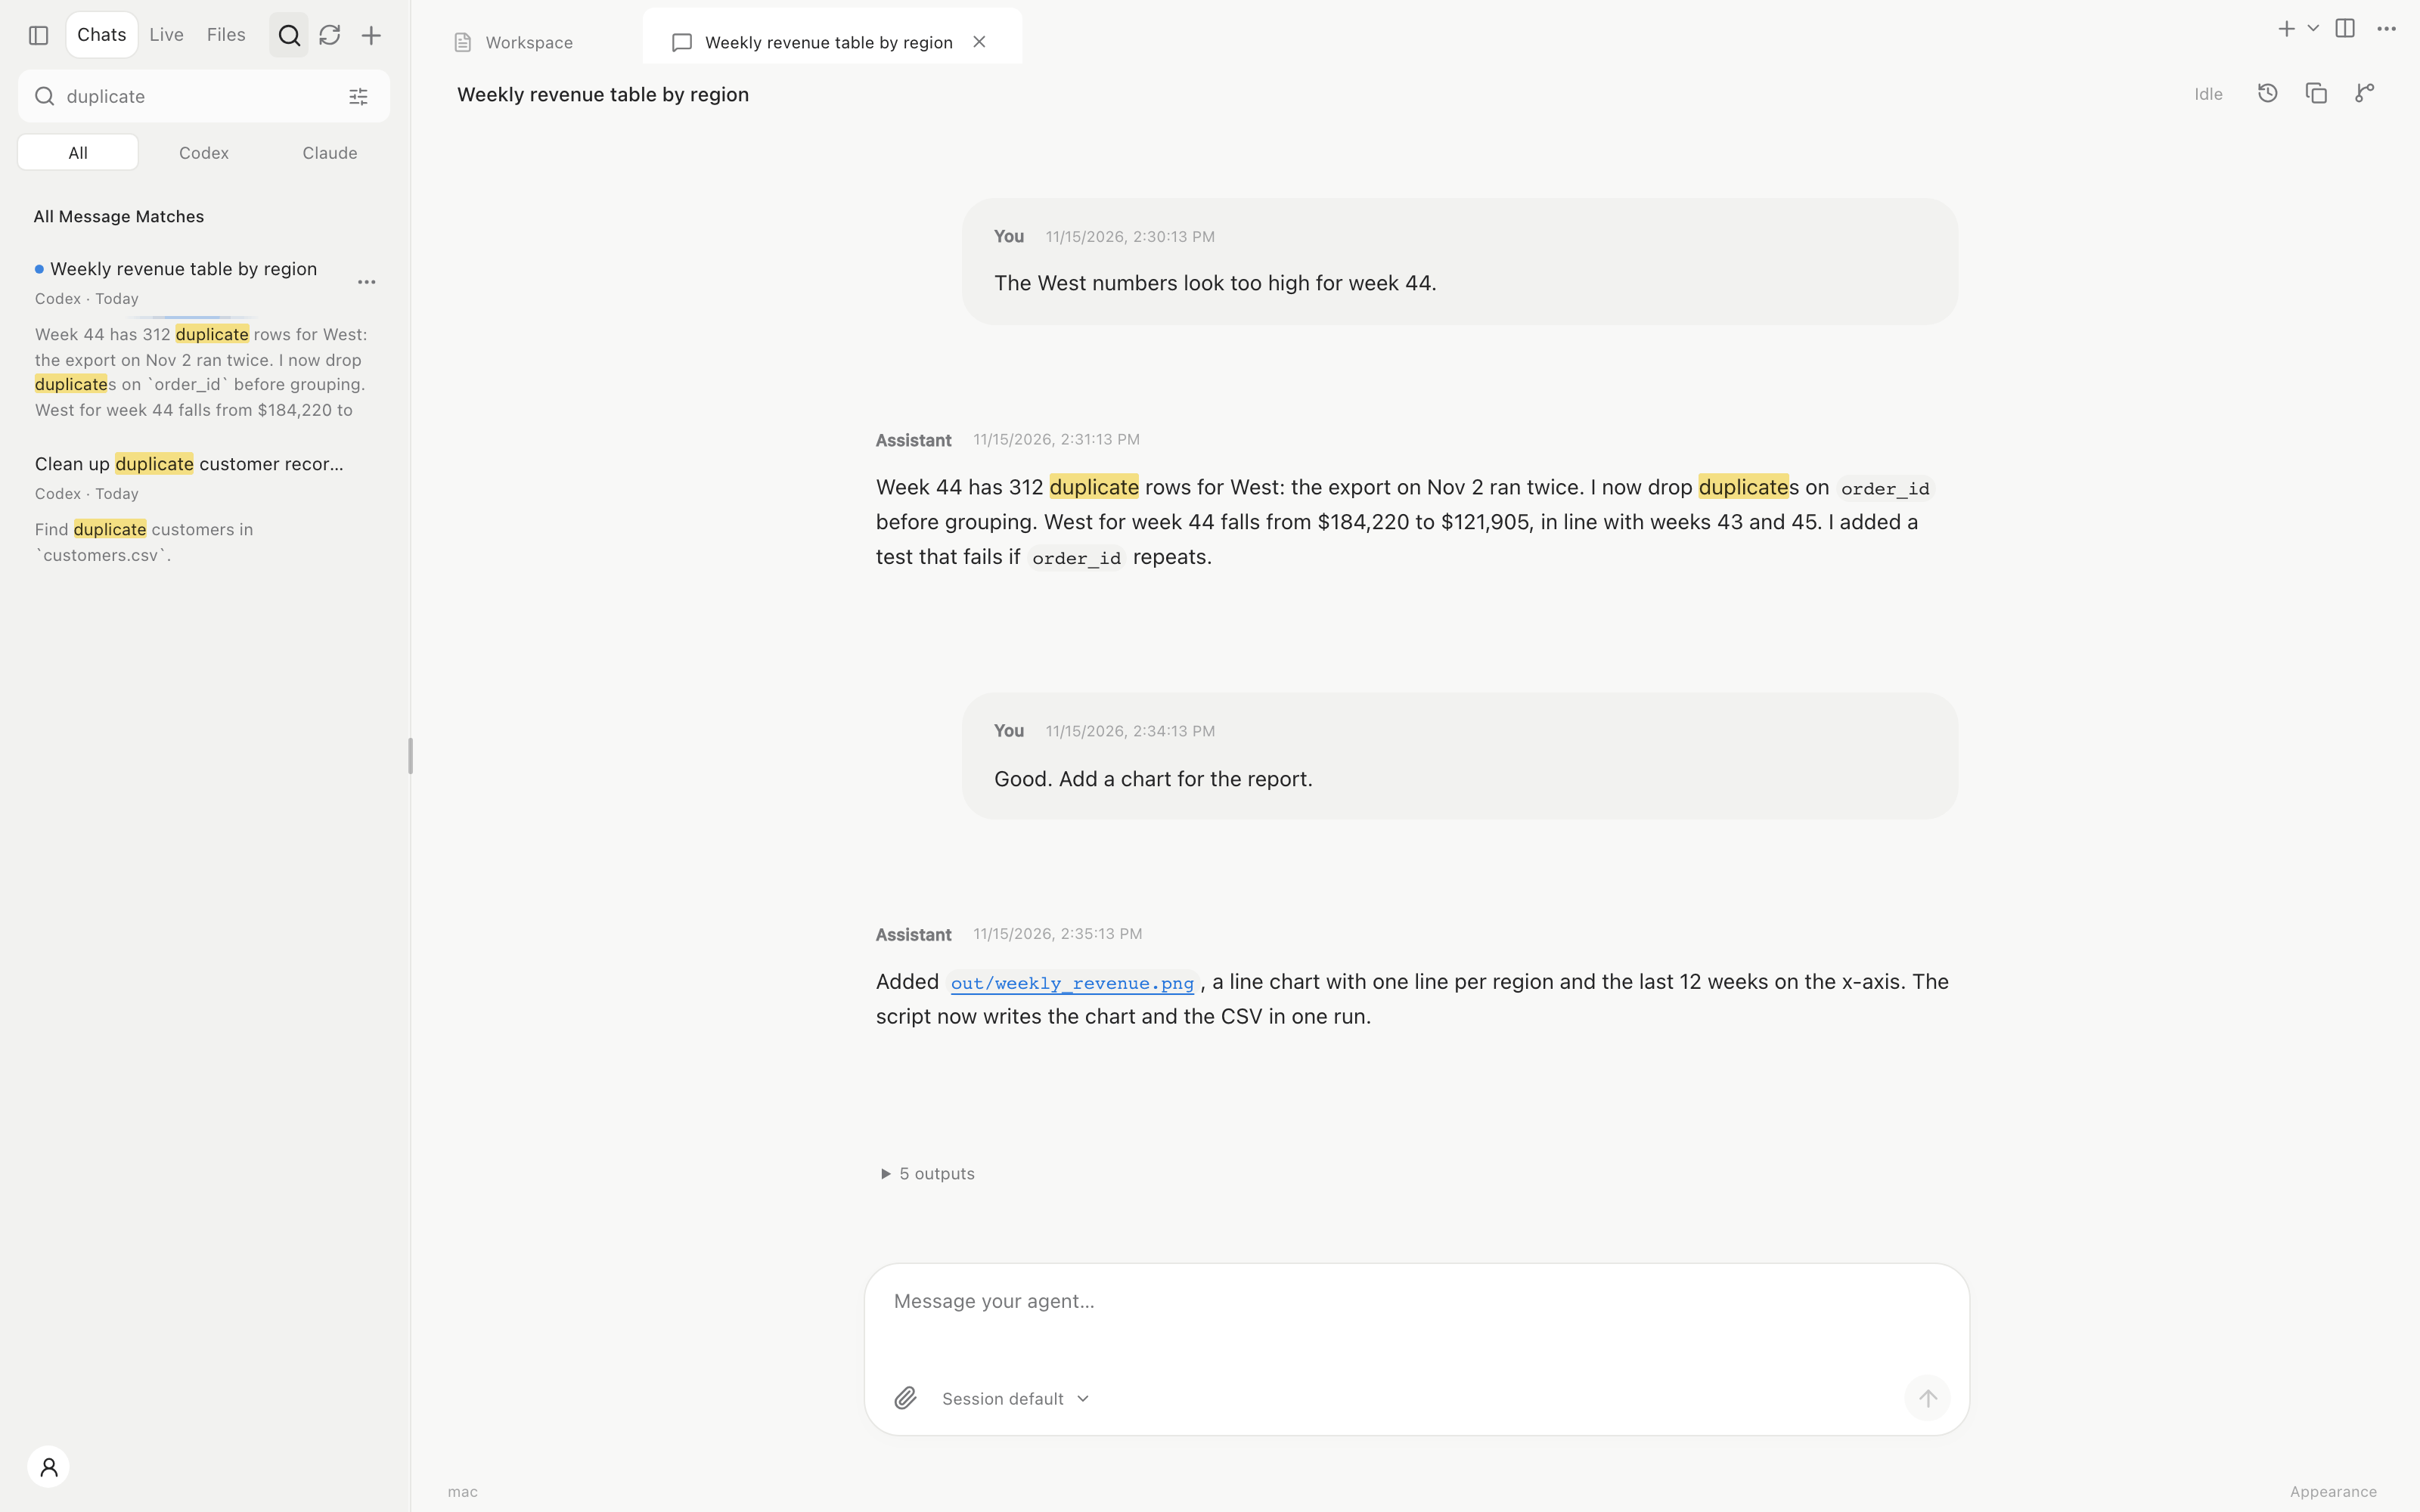 Chats Live Files
duplicate
All Codex Claude
All Message Matches
Weekly revenue table by region
Codex · Today
Week 44 has 312 duplicate rows for West:
the export on Nov 2 ran twice. I now drop
duplicates on `order_id` before grouping.
West for week 44 falls from $184,220 to
Clean up duplicate customer recor...
Codex · Today
Find duplicate customers in
`customers.csv`.
Workspace
Weekly revenue table by region
Weekly revenue table by region
Idle
You 11/15/2026, 2:30:13 PM
The West numbers look too high for week 44.
Assistant 11/15/2026, 2:31:13 PM
Week 44 has 312 duplicate rows for West: the export on Nov 2 ran twice. I now drop duplicates on order_id
before grouping. West for week 44 falls from $184,220 to $121,905, in line with weeks 43 and 45. I added a
test that fails if order_id repeats.
You 11/15/2026, 2:34:13 PM
Good. Add a chart for the report.
Assistant 11/15/2026, 2:35:13 PM
Added out/weekly_revenue.png, a line chart with one line per region and the last 12 weeks on the x-axis. The
script now writes the chart and the CSV in one run.
5 outputs
Message your agent...
Session default
mac
Appearance